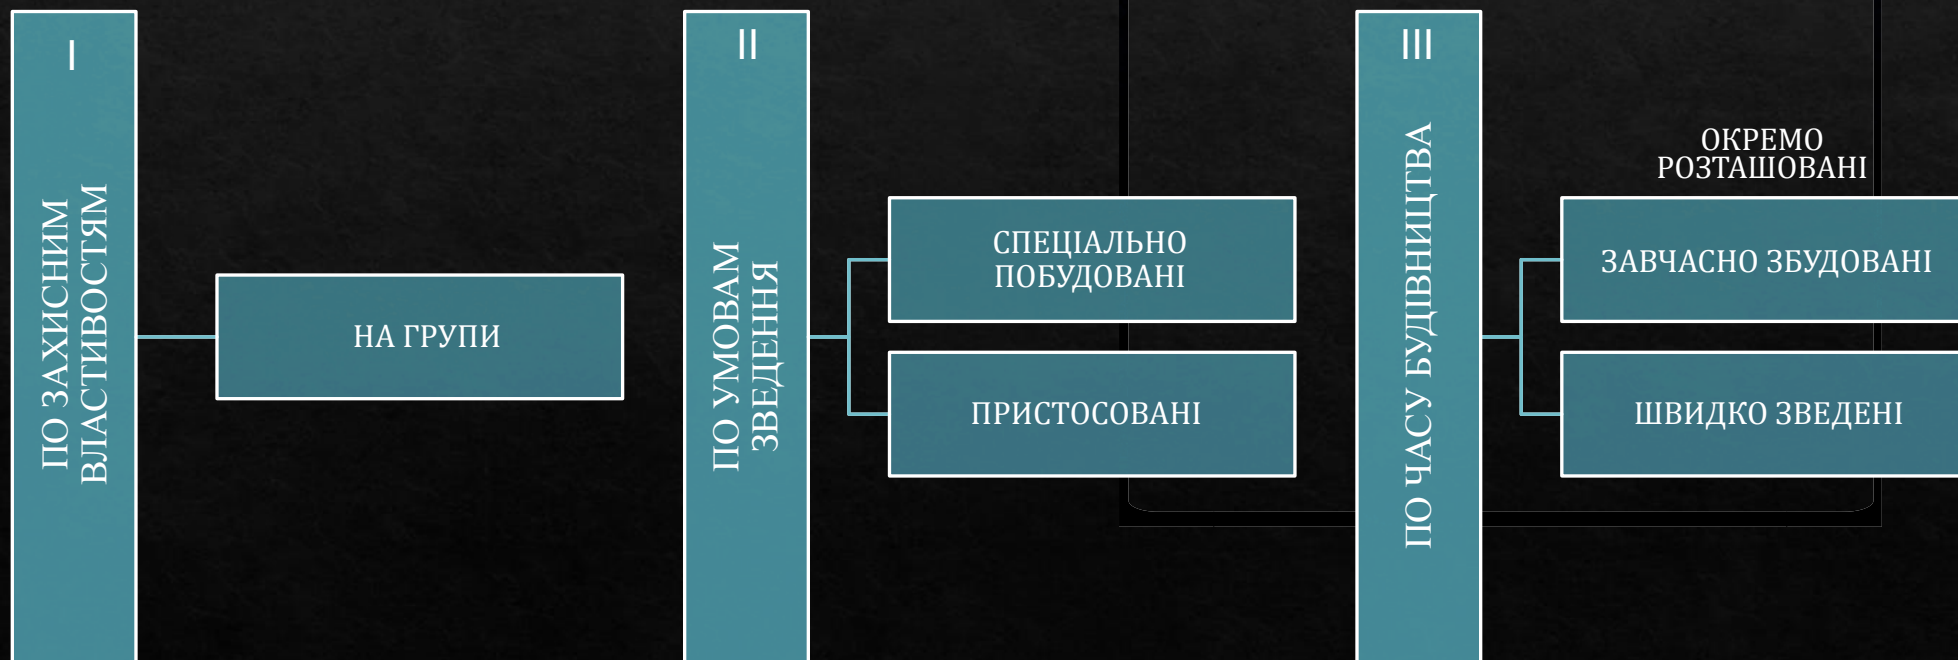 I
ПО ЗАХИСНИМ
ВЛАСТИВОСТЯМ
НА ГРУПИ
II
ПО УМОВАМ
ЗВЕДЕННЯ
СПЕЦІАЛЬНО
ПОБУДОВАНІ
ПРИСТОСОВАНІ
III
ПО ЧАСУ БУДІВНИЦТВА
ОКРЕМО
РОЗТАШОВАНІ
ЗАВЧАСНО ЗБУДОВАНІ
ШВИДКО ЗВЕДЕНІ